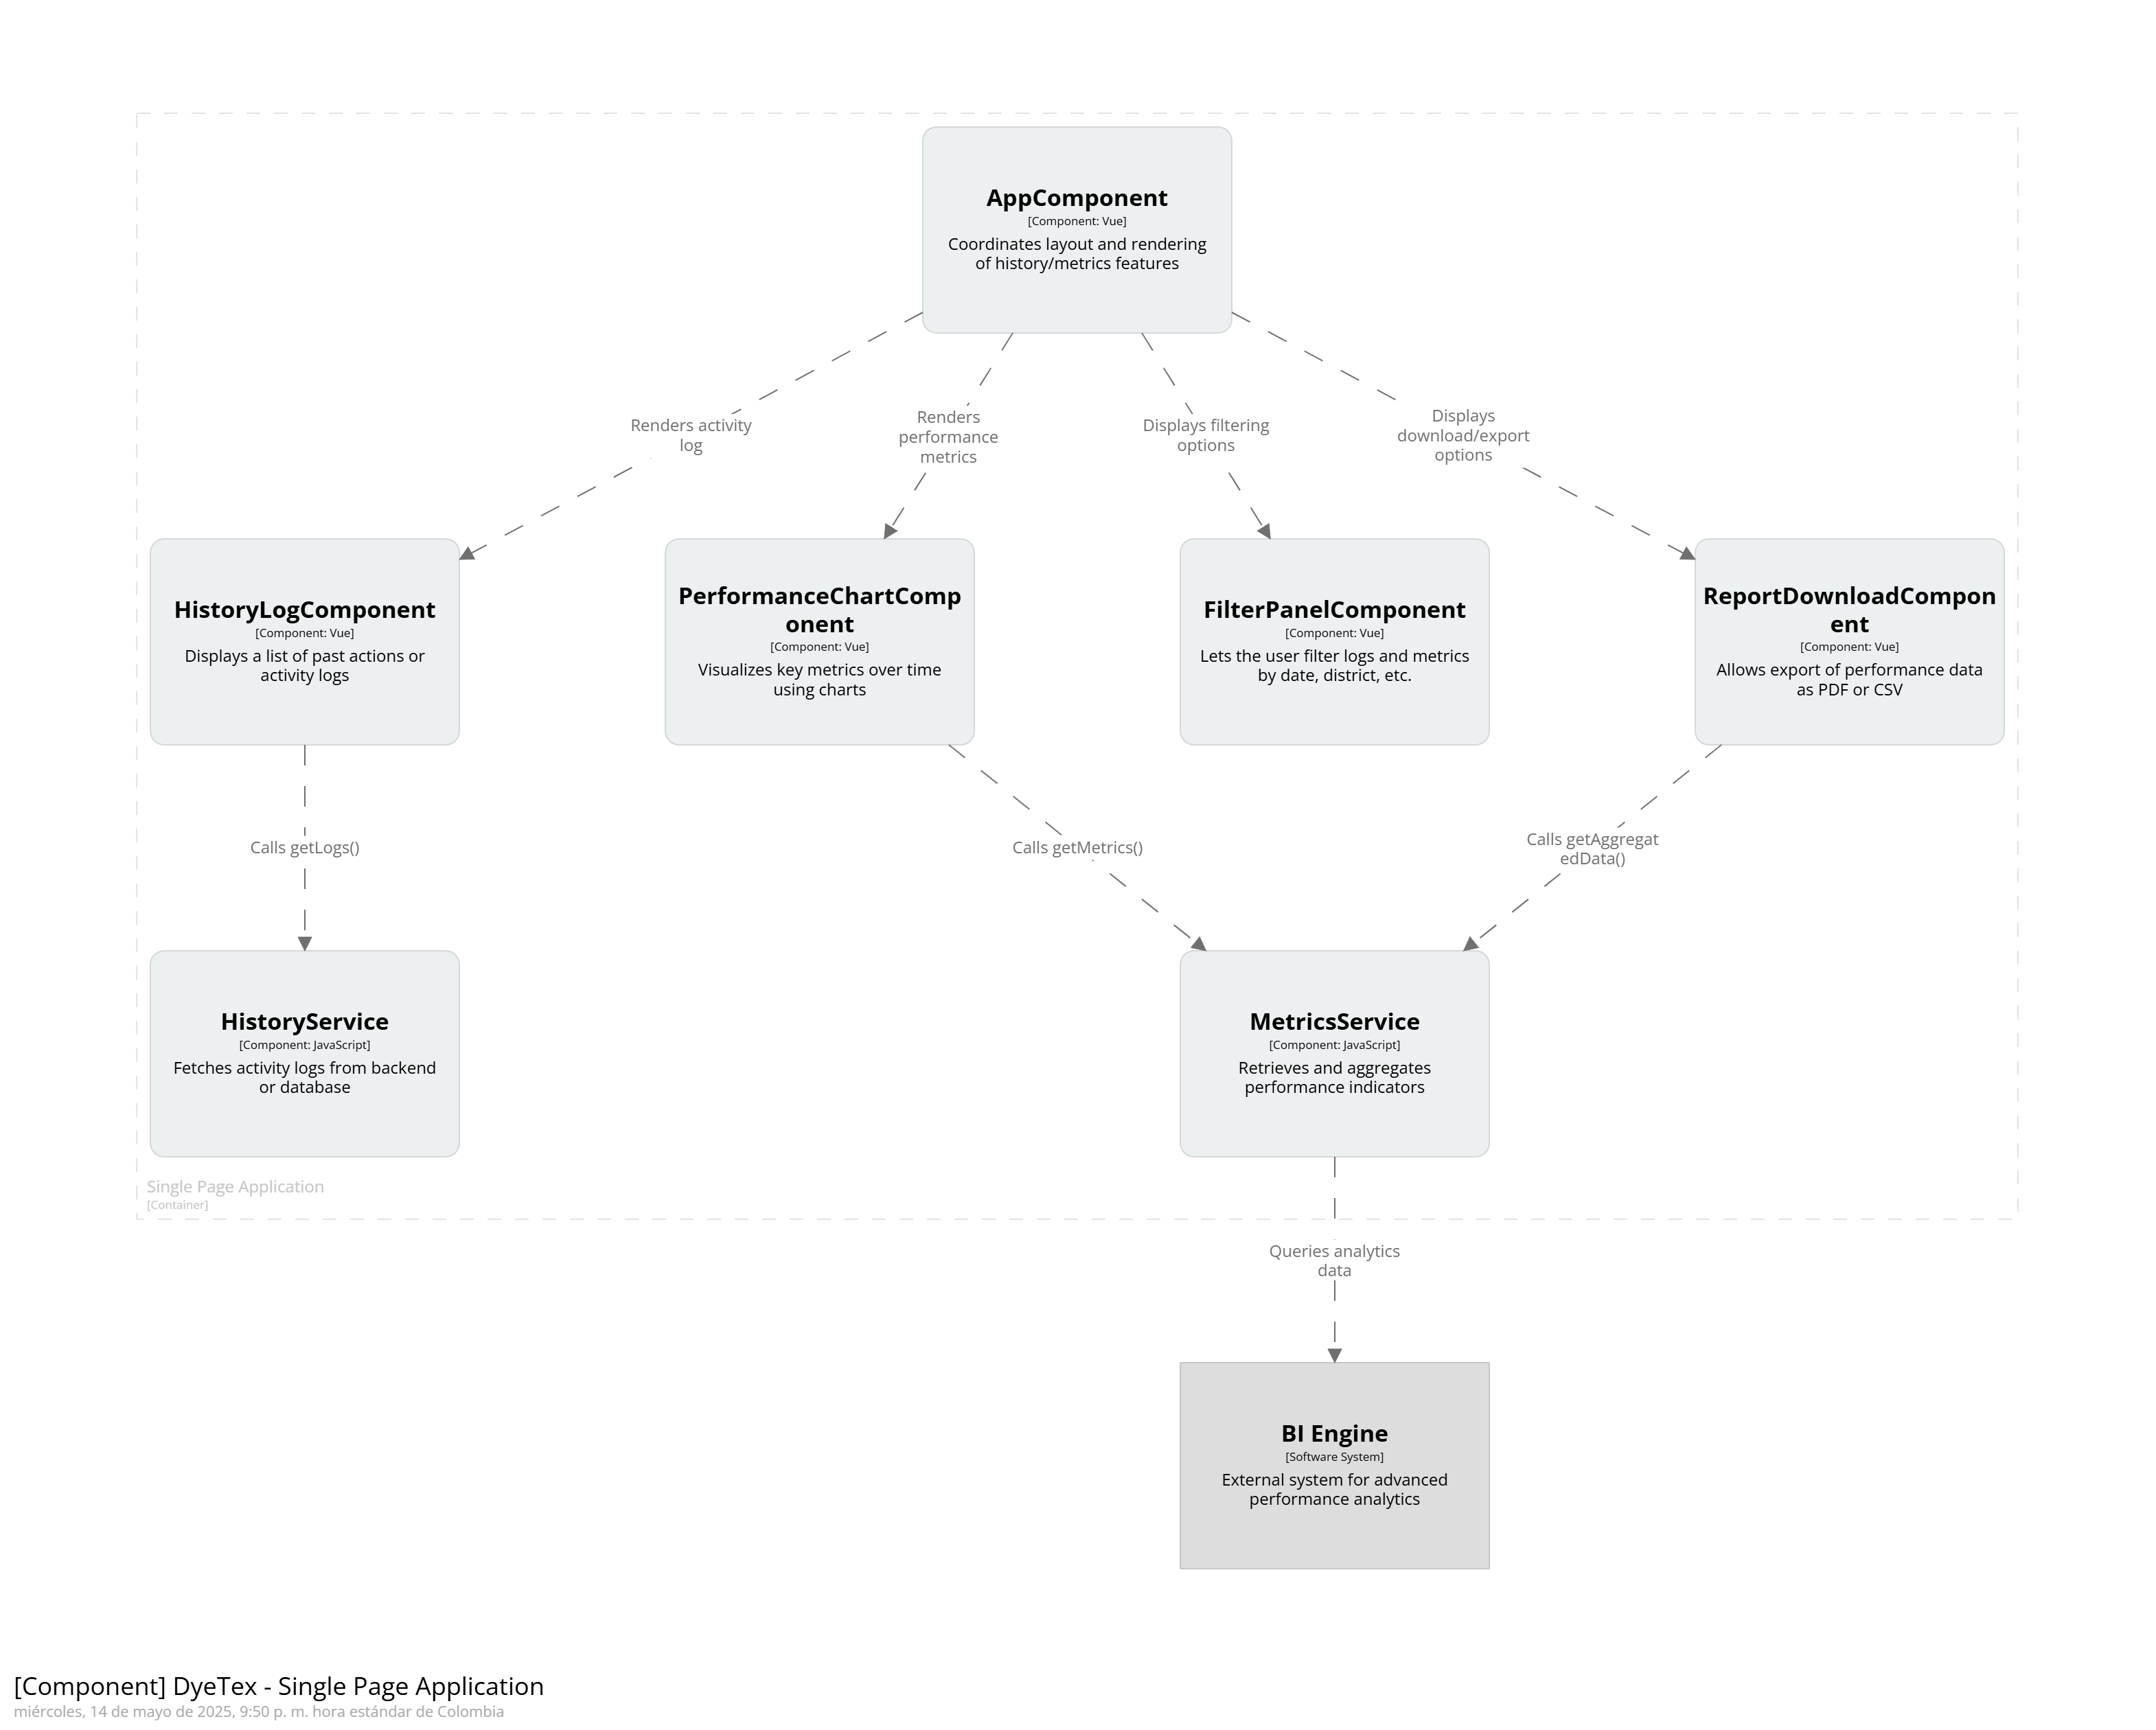 AppComponent
[Component: Vue]
Coordinates layout and rendering
of history/metrics features
Renders activity
log
Renders
performance
metrics
Displays filtering
options
Displays
download/export
options
HistoryLogComponent
[Component: Vue]
Displays a list of past actions or
activity logs
PerformanceChartComp
onent
[Component: Vue]
Visualizes key metrics over time
using charts
FilterPanelComponent
[Component: Vue]
Lets the user filter logs and metrics
by date, district, etc.
ReportDownloadCompon
ent
[Component: Vue]
Allows export of performance data
as PDF or CSV
Calls getLogs()
Calls getMetrics()
Calls getAggregat
edData()
HistoryService
[Component: JavaScript]
Fetches activity logs from backend
or database
MetricsService
[Component: JavaScript]
Retrieves and aggregates
performance indicators
Single Page Application
[Container]
Queries analytics
data
BI Engine
[Software System]
External system for advanced
performance analytics
[Component] DyeTex - Single Page Application
miércoles, 14 de mayo de 2025, 9:50 p. m. hora estándar de Colombia